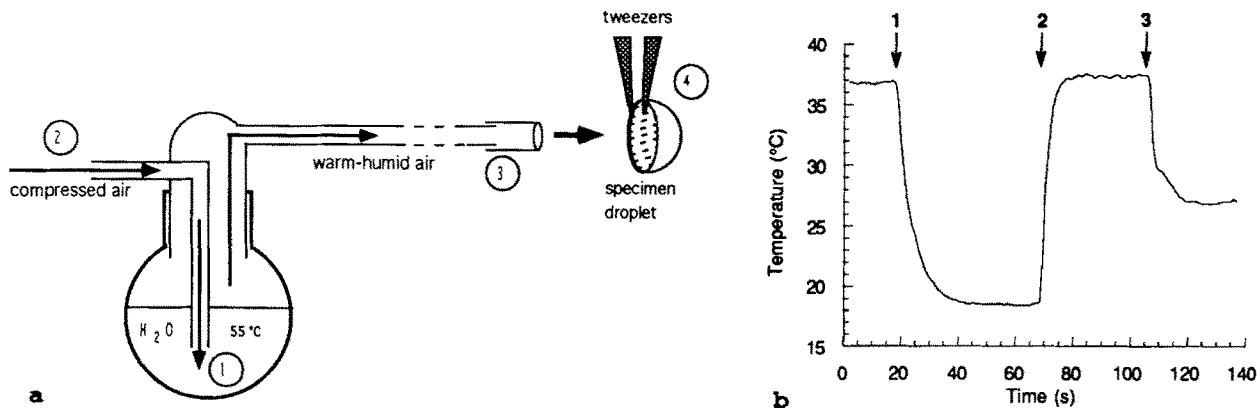 tweezers
4
2
compressed air
warm-humid air
3
specimen
droplet
H2O 55 °C
1
a
1 2 3
40
35
30
25
20
15
Temperature (°C)
0 20 40 60 80 100 120 140
Time (s)
b